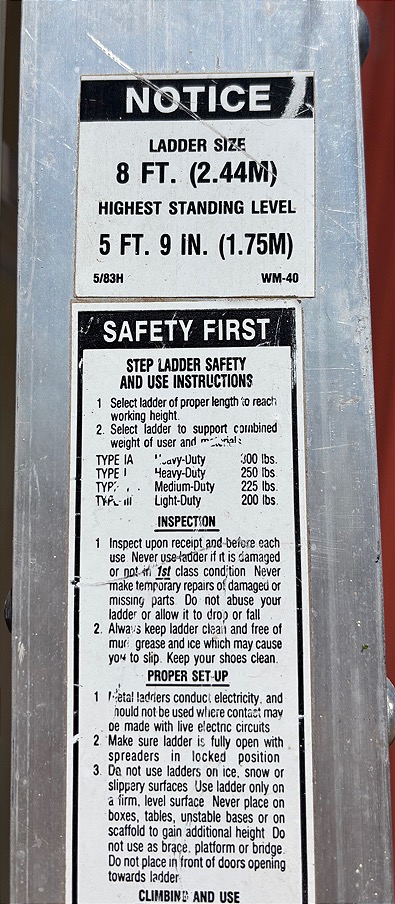 NOTICE
LADDER SIZE
8 FT. (2.44M)
HIGHEST STANDING LEVEL
5 FT. 9 IN. (1.75M)
5/83H WM-40
SAFETY FIRST
STEP LADDER SAFETY
AND USE INSTRUCTIONS
1 Select ladder of proper length to reach
working height.
2. Select ladder to support combined
weight of user and materials
TYPE IA Heavy-Duty 300 lbs.
TYPE I Heavy-Duty 250 lbs.
TYPE Medium-Duty 225 lbs.
TYPE III Light-Duty 200 lbs.
INSPECTION
1 Inspect upon receipt and before each
use Never use ladder if it is damaged
or not in 1st class condition Never
make temporary repairs of damaged or
missing parts Do not abuse your
ladder or allow it to drop or fall
2. Always keep ladder clean and free of
mud grease and ice which may cause
you to slip. Keep your shoes clean.
PROPER SET-UP
1 Metal ladders conduct electricity, and
should not be used where contact may
be made with live electric circuits
2 Make sure ladder is fully open with
spreaders in locked position
3. Do not use ladders on ice, snow or
slippery surfaces Use ladder only on
a firm, level surface Never place on
boxes, tables, unstable bases or on
scaffold to gain additional height Do
not use as brace, platform or bridge.
Do not place in front of doors opening
towards ladder
CLIMBING AND USE